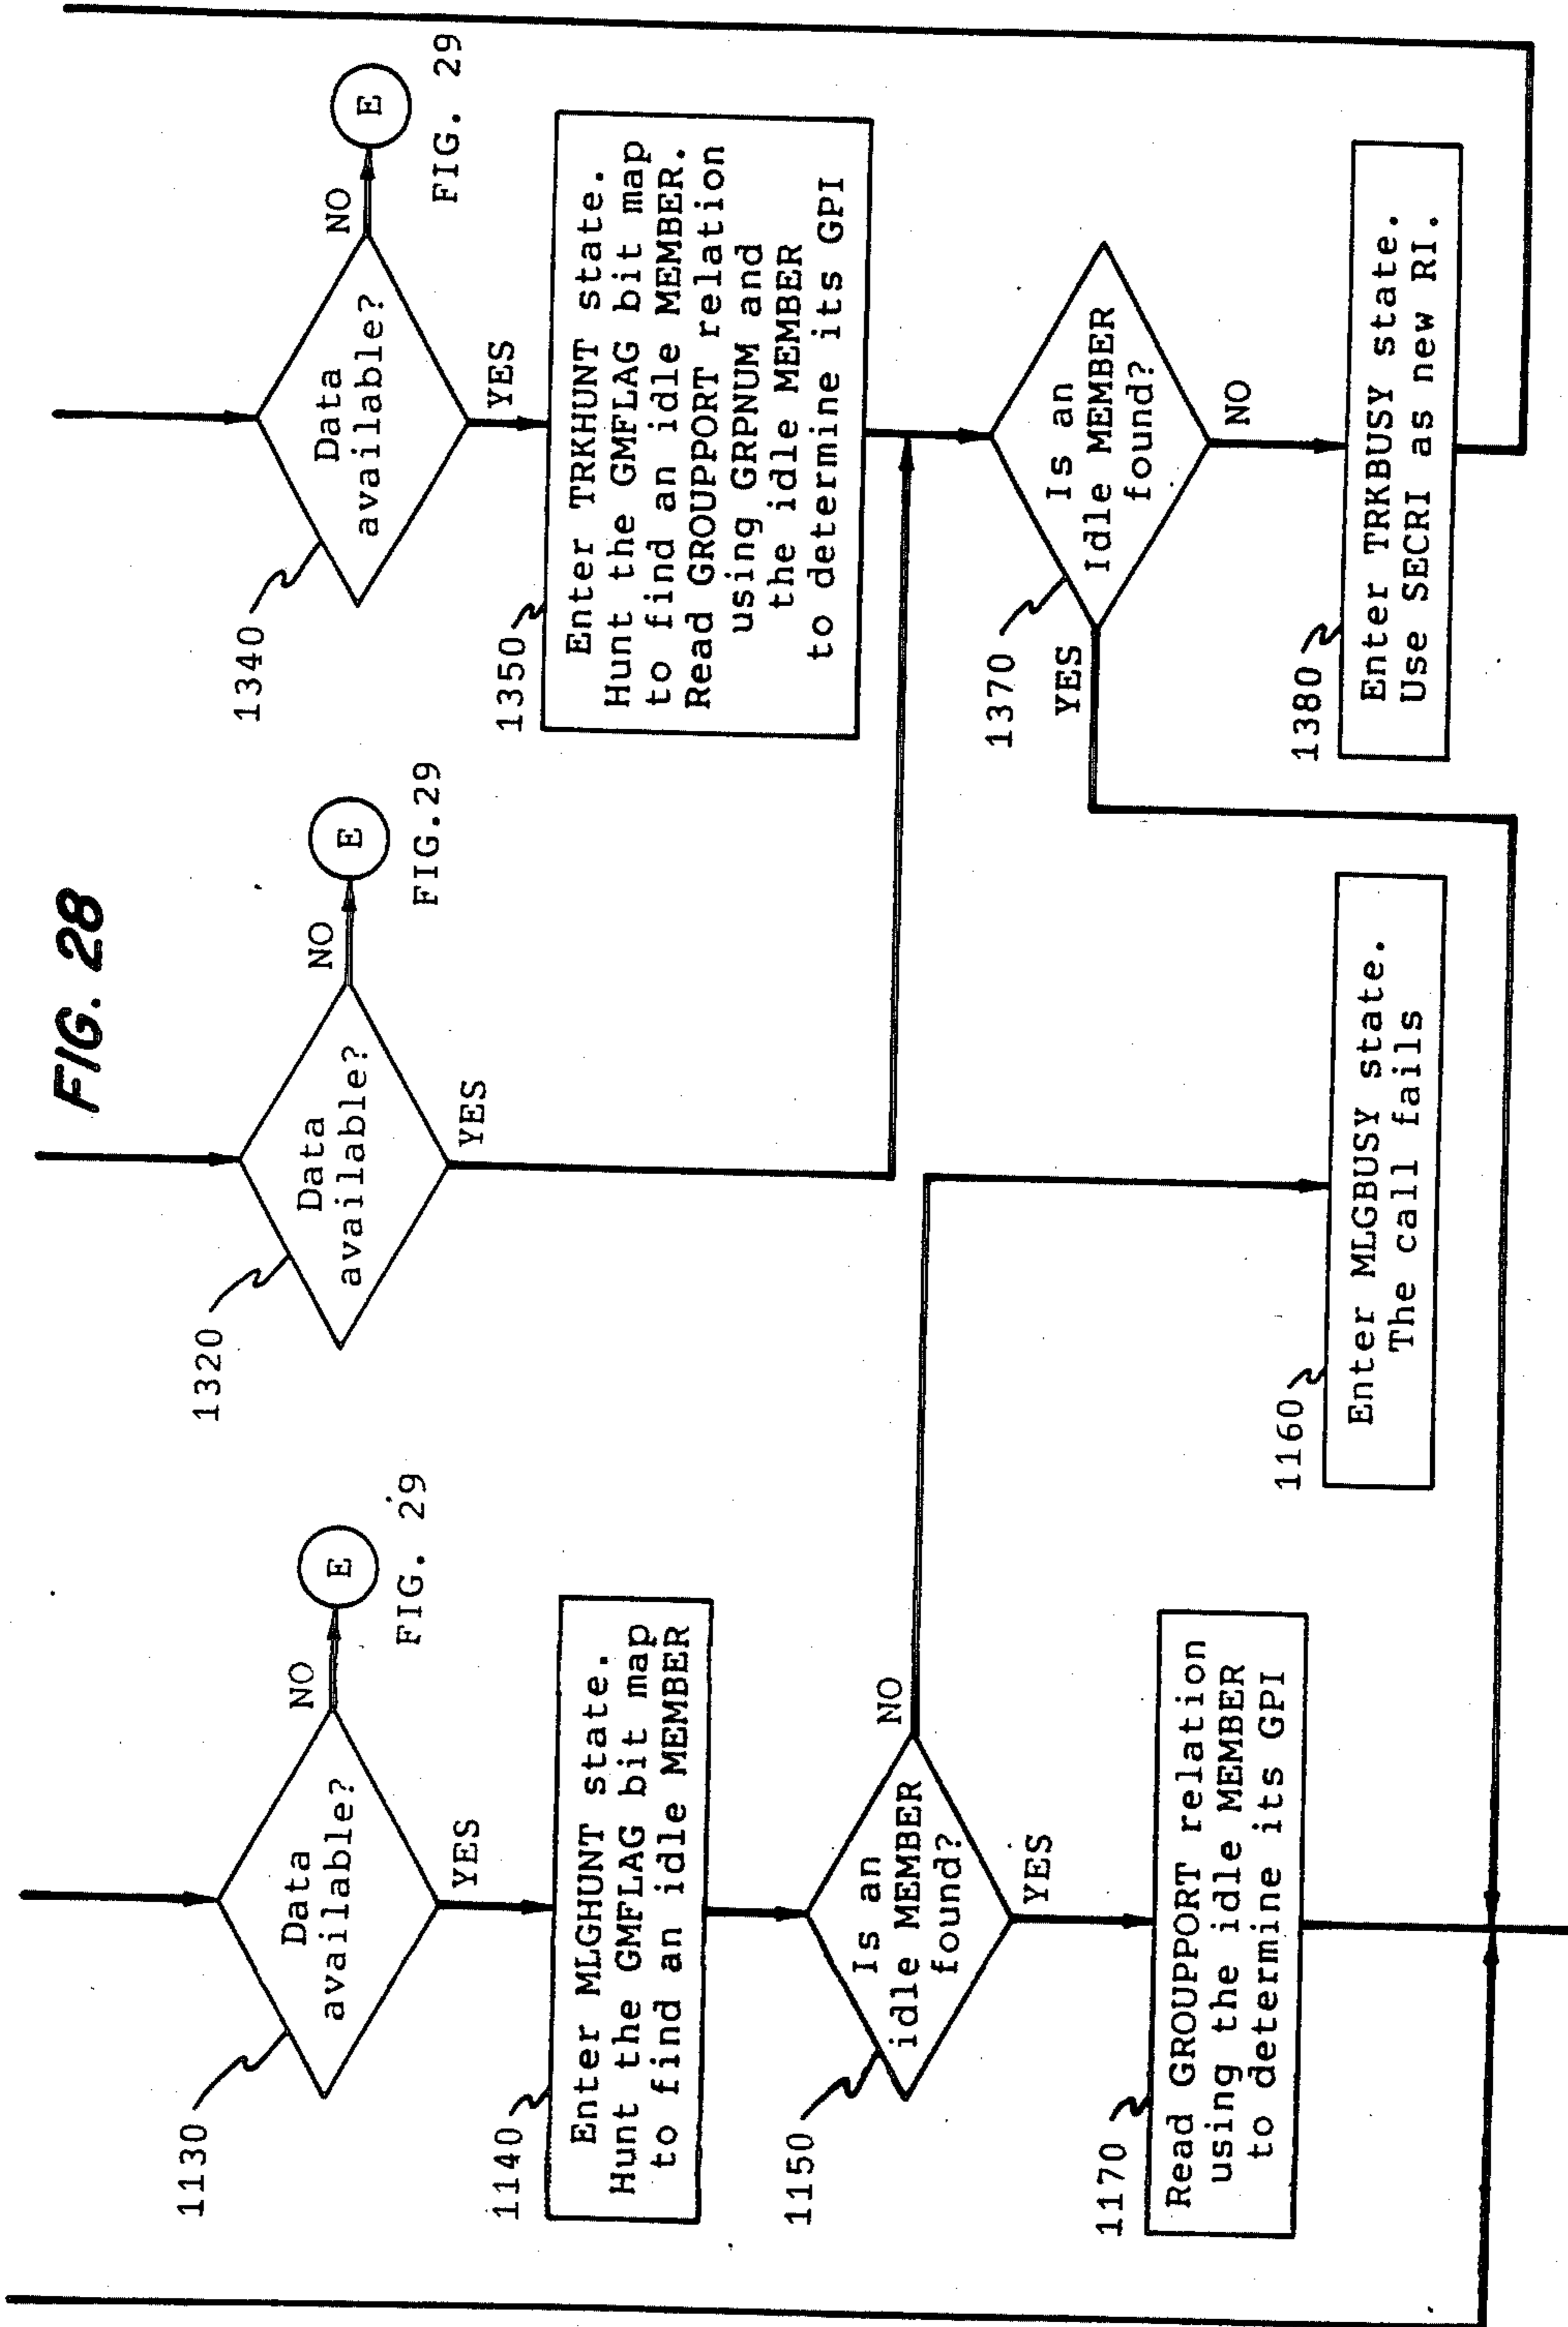 FIG. 28
1130
Data
available?
NO
E
FIG. 29
YES
1140
Enter MLGHUNT state.
Hunt the GMFLAG bit map
to find an idle MEMBER
1150
Is an
idle MEMBER
found?
NO
YES
1170
Read GROUPPORT relation
using the idle MEMBER
to determine its GPI
1160
Enter MLGBUSY state.
The call fails
1320
Data
available?
NO
E
FIG.29
YES
1340
Data
available?
NO
E
FIG. 29
YES
1350
Enter TRKHUNT state.
Hunt the GMFLAG bit map
to find an idle MEMBER.
Read GROUPPORT relation
using GRPNUM and
the idle MEMBER
to determine its GPI
1370
Is an
Idle MEMBER
found?
YES
NO
1380
Enter TRKBUSY state.
Use SECRI as new RI.